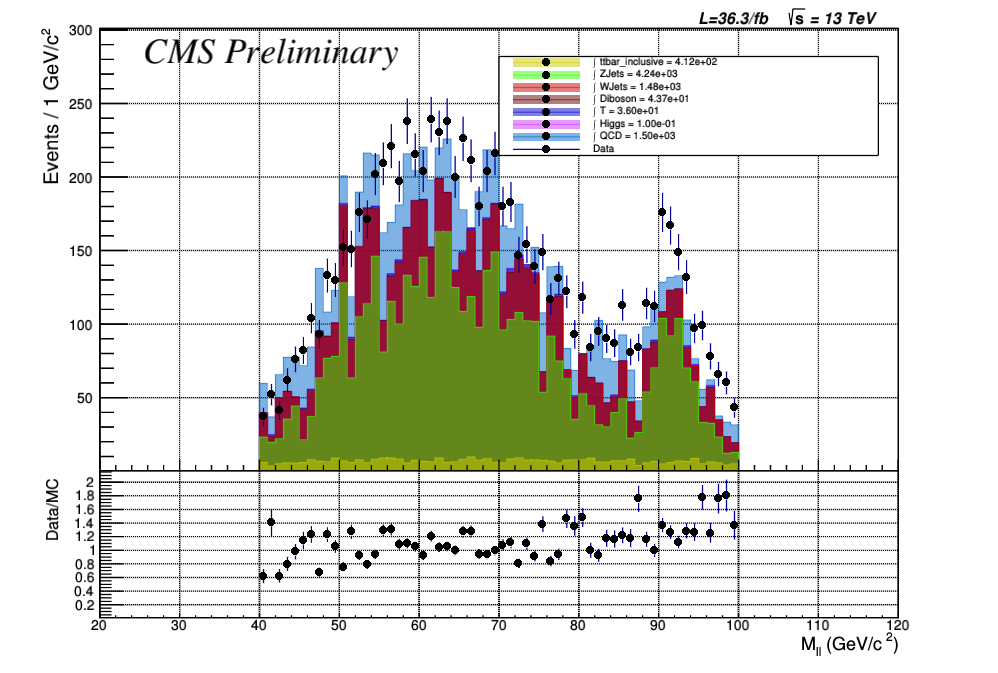 L=36.3/fb √s = 13 TeV
CMS Preliminary
Events / 1 GeV/c²
300
250
200
150
100
50
∫ ttbar_inclusive = 4.12e+02
∫ ZJets = 4.24e+03
∫ WJets = 1.48e+03
∫ Diboson = 4.37e+01
∫ T = 3.60e+01
∫ Higgs = 1.00e-01
∫ QCD = 1.50e+03
Data
Data/MC
2
1.8
1.6
1.4
1.2
1
0.8
0.6
0.4
0.2
20 30 40 50 60 70 80 90 100 110 120
M_ll (GeV/c ²)